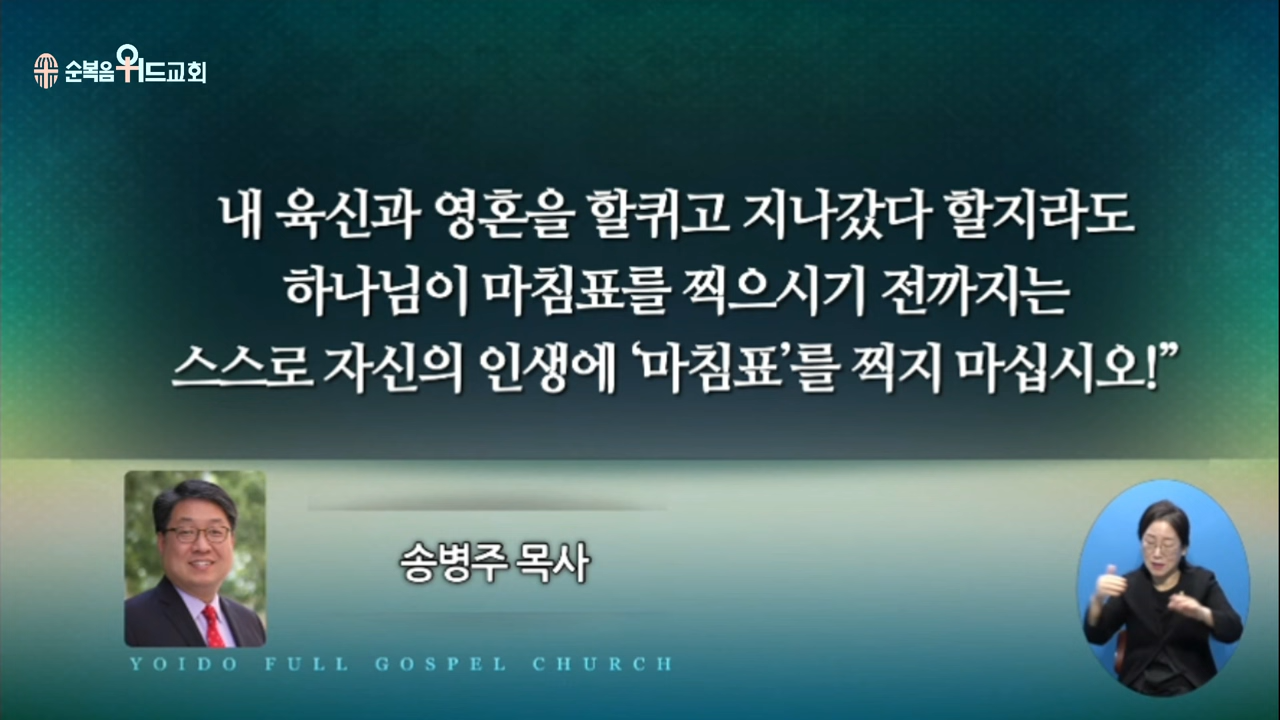 순복음위드교회
내 육신과 영혼을 할퀴고 지나갔다 할지라도
하나님이 마침표를 찍으시기 전까지는
스스로 자신의 인생에 ‘마침표’를 찍지 마십시오!”
송병주 목사
YOIDO FULL GOSPEL CHURCH